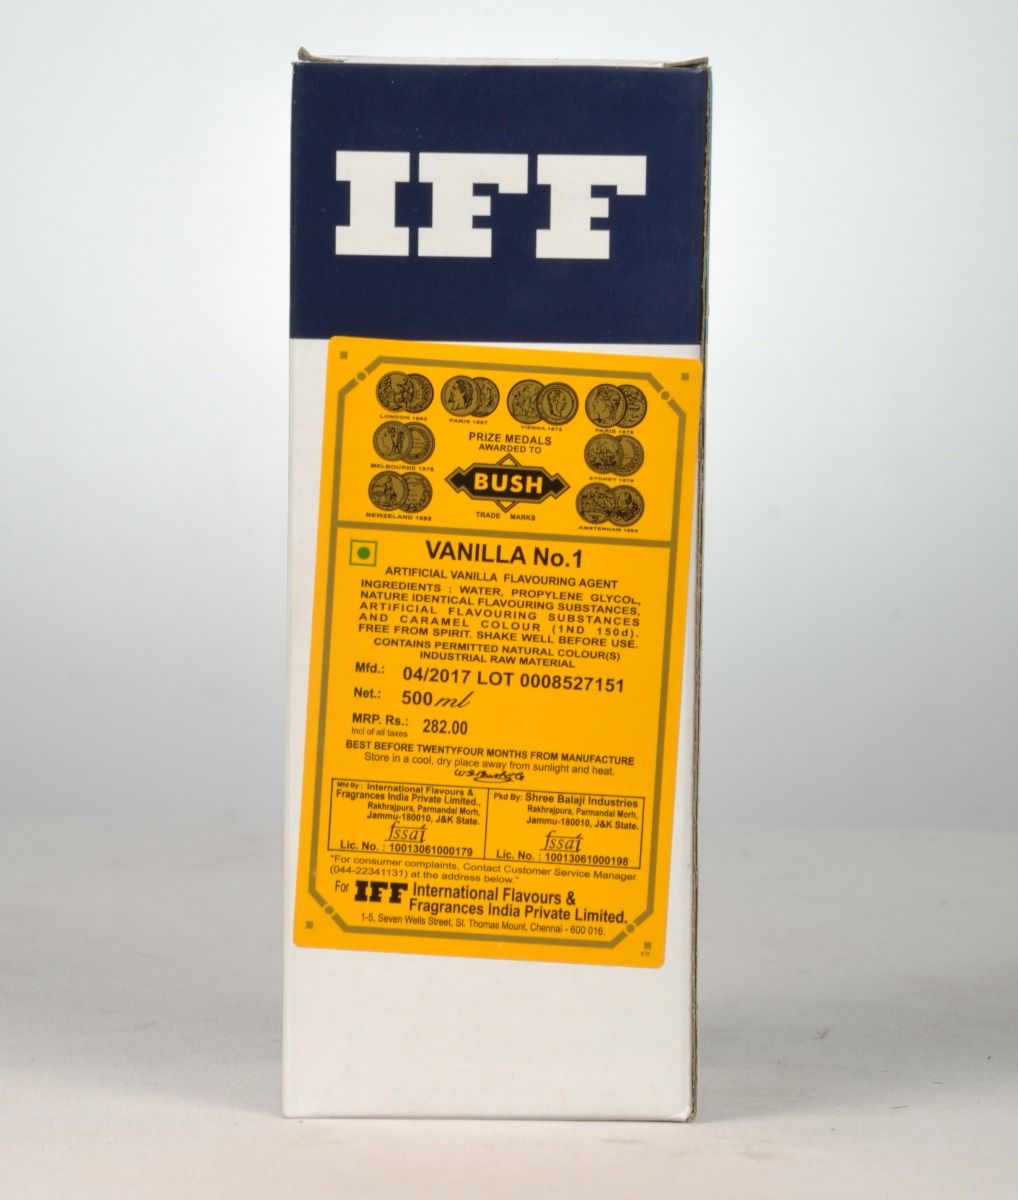 IFF
LONDON 1862 PARIS 1867 VIENNA 1873 PARIS 1878
PRIZE MEDALS
AWARDED TO
MELBOURNE 1878 SYDNEY 1879
BUSH
NEWZELAND 1882 TRADE MARKS AMSTERDAM 1883
VANILLA No.1
ARTIFICIAL VANILLA FLAVOURING AGENT
INGREDIENTS : WATER, PROPYLENE GLYCOL,
NATURE IDENTICAL FLAVOURING SUBSTANCES,
ARTIFICIAL FLAVOURING SUBSTANCES
AND CARAMEL COLOUR (1ND 150d).
FREE FROM SPIRIT. SHAKE WELL BEFORE USE.
CONTAINS PERMITTED NATURAL COLOUR(S)
INDUSTRIAL RAW MATERIAL
Mfd.: 04/2017 LOT 0008527151
Net.: 500 ml
MRP. Rs.: 282.00
Incl of all taxes
BEST BEFORE TWENTYFOUR MONTHS FROM MANUFACTURE
Store in a cool, dry place away from sunlight and heat.
Mfd By : International Flavours &
Fragrances India Private Limited.,
Rakhrajpura, Parmandal Morh,
Jammu-180010, J&K State.
fssai
Lic. No. : 10013061000179
Pkd By: Shree Balaji Industries
Rakhrajpura, Parmandal Morh,
Jammu-180010, J&K State.
fssai
Lic. No. : 10013061000198
"For consumer complaints, Contact Customer Service Manager
(044-22341131) at the address below."
For IFF International Flavours &
Fragrances India Private Limited.
1-5, Seven Wells Street, St. Thomas Mount, Chennai - 600 016.